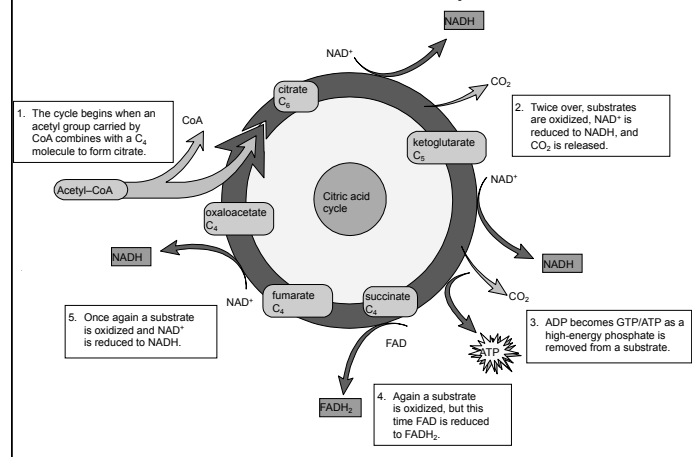 NADH
NAD⁺
citrate
C₆
CO₂
1. The cycle begins when an
acetyl group carried by
CoA combines with a C₄
molecule to form citrate.
CoA
2. Twice over, substrates
are oxidized, NAD⁺ is
reduced to NADH, and
CO₂ is released.
ketoglutarate
C₅
Acetyl–CoA
Citric acid
cycle
NAD⁺
oxaloacetate
C₄
NADH
NADH
NAD⁺
fumarate
C₄
succinate
C₄
CO₂
5. Once again a substrate
is oxidized and NAD⁺
is reduced to NADH.
FAD
ATP
3. ADP becomes GTP/ATP as a
high-energy phosphate is
removed from a substrate.
FADH₂
4. Again a substrate
is oxidized, but this
time FAD is reduced
to FADH₂.